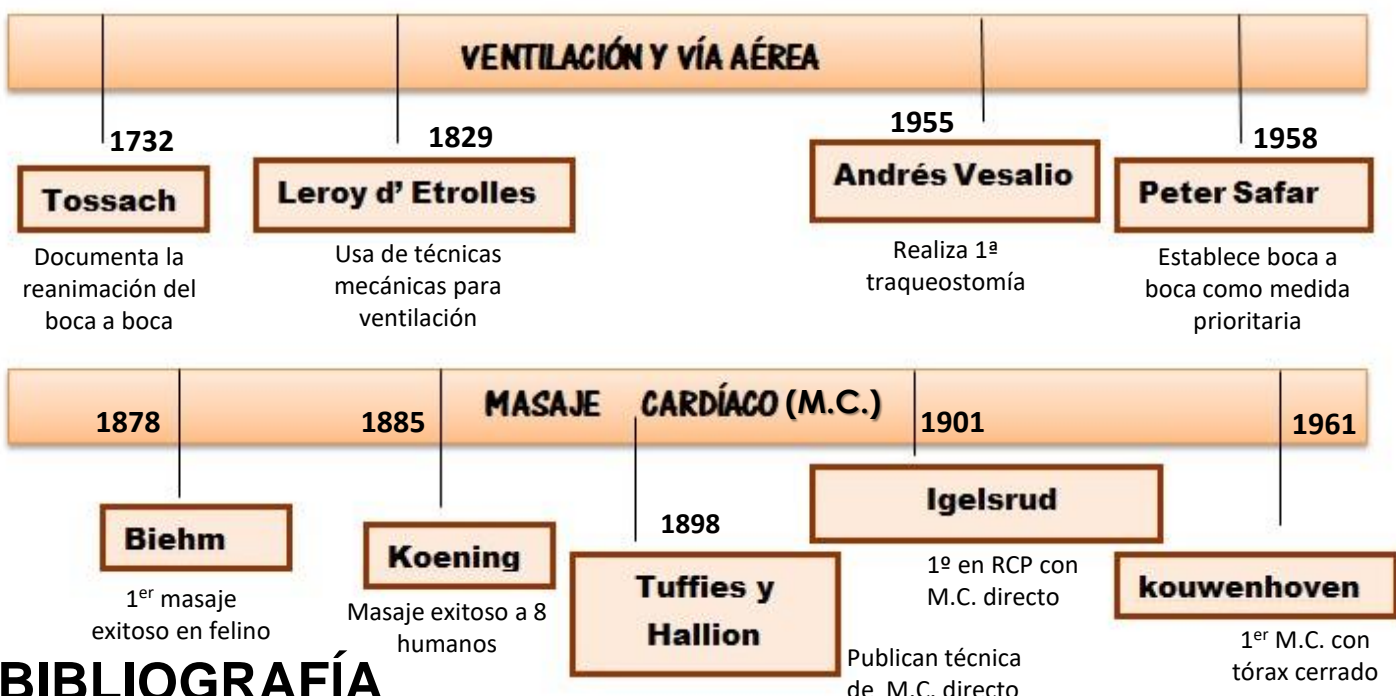 VENTILACIÓN Y VÍA AÉREA
1732
Tossach
Documenta la
reanimación del
boca a boca
1829
Leroy d' Etrolles
Usa de técnicas
mecánicas para
ventilación
1955
Andrés Vesalio
Realiza 1ª
traqueostomía
1958
Peter Safar
Establece boca a
boca como medida
prioritaria
MASAJE CARDÍACO (M.C.)
1878
Biehm
1er masaje
exitoso en felino
1885
Koening
Masaje exitoso a 8
humanos
1898
Tuffies y
Hallion
Publican técnica
de M.C. directo
1901
Igelsrud
1º en RCP con
M.C. directo
1961
kouwenhoven
1er M.C. con
tórax cerrado
BIBLIOGRAFÍA